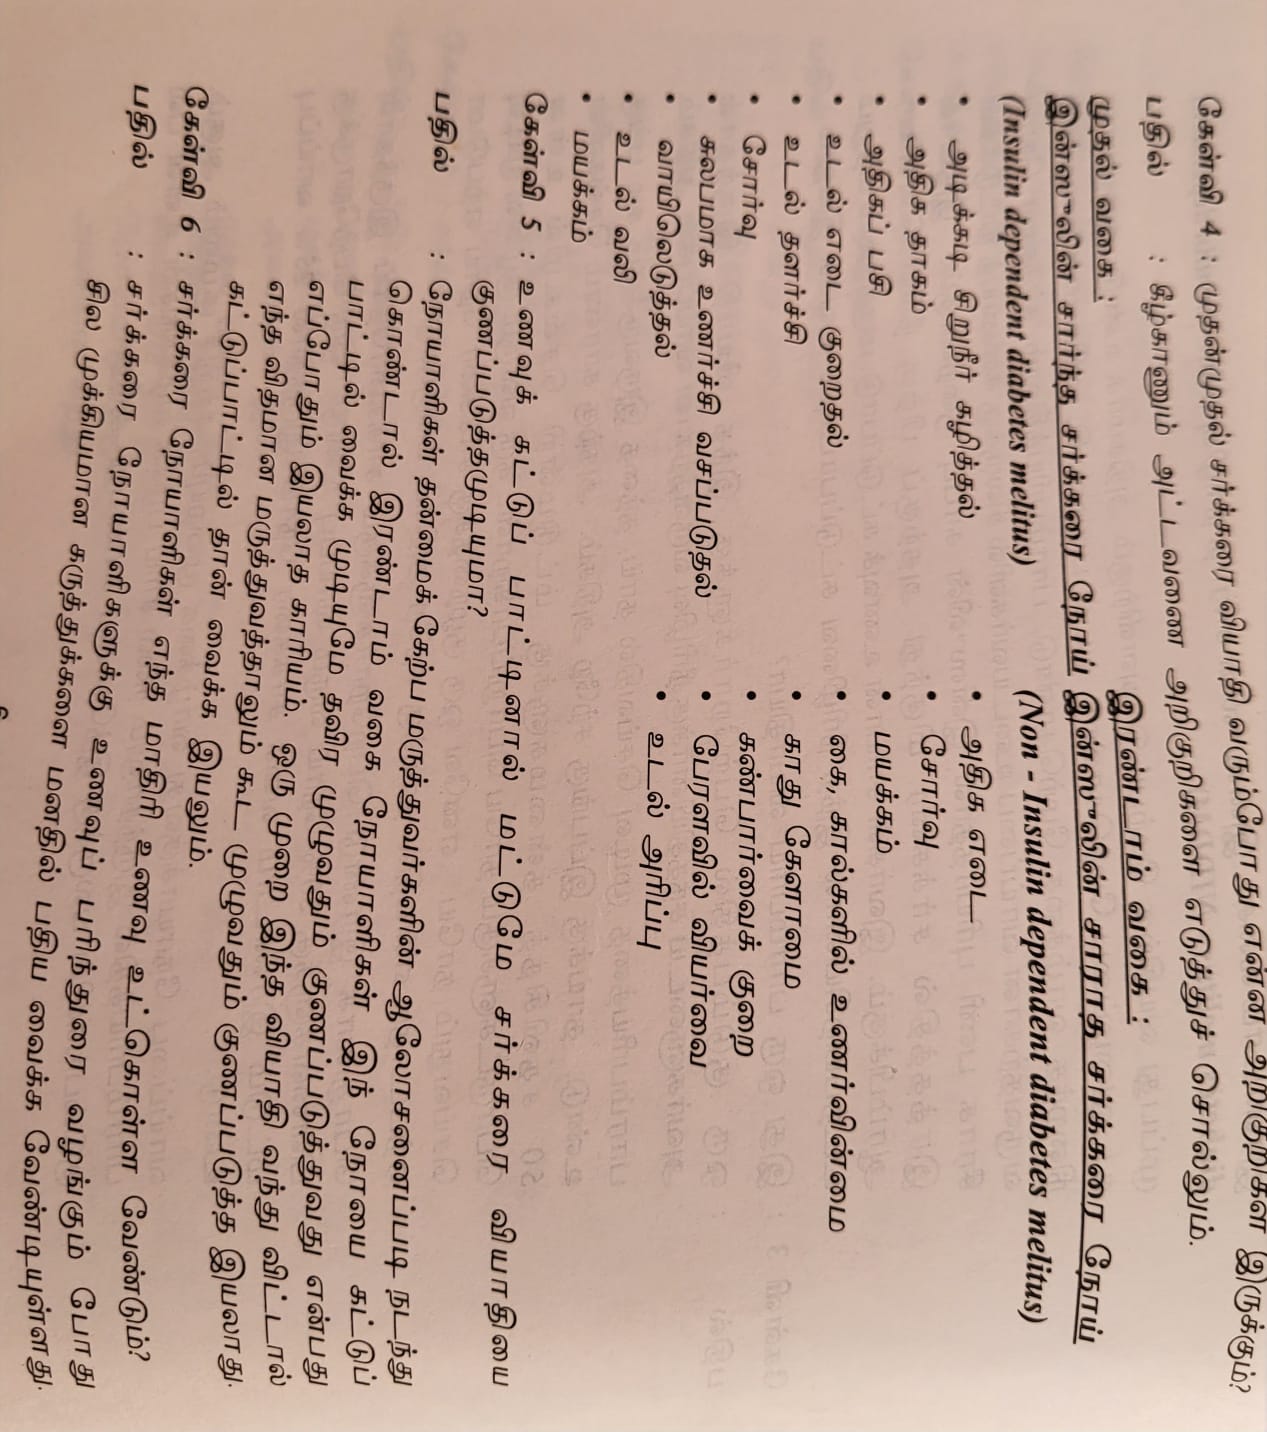 கேள்வி 4 : முதன்முதல் சர்க்கரை வியாதி வரும்போது என்ன அறிகுறிகள் இருக்கும்?
பதில் : கீழ்காணும் அட்டவணை அறிகுறிகளை எடுத்துச் சொல்லும்.
முதல் வகை :
இன்ஸுலின் சார்ந்த சர்க்கரை நோய்
(Insulin dependent diabetes melitus)
• அடிக்கடி சிறுநீர் கழித்தல்
• அதிக தாகம்
• அதிகப் பசி
• உடல் எடை குறைதல்
• உடல் தளர்ச்சி
• சோர்வு
• சுலபமாக உணர்ச்சி வசப்படுதல்
• வாயிலெடுத்தல்
• உடல் வலி
• மயக்கம்
இரண்டாம் வகை :
இன்ஸுலின் சாராத சர்க்கரை நோய்
(Non - Insulin dependent diabetes melitus)
• அதிக எடை
• சோர்வு
• மயக்கம்
• கை, கால்களில் உணர்வின்மை
• காது கேளாமை
• கண்பார்வைக் குறை
• பேரளவில் வியர்வை
• உடல் அரிப்பு
கேள்வி 5 : உணவுக் கட்டுப் பாட்டினால் மட்டுமே சர்க்கரை வியாதியை
குணப்படுத்தமுடியுமா?
பதில் : நோயாளிகள் தன்மைக் கேற்ப மருத்துவர்களின் ஆலோசனைப்படி நடந்து
கொண்டால் இரண்டாம் வகை நோயாளிகள் இந் நோயை கட்டுப்
பாட்டில் வைக்க முடியுமே தவிர முழுவதும் குணப்படுத்துவது என்பது
எப்போதும் இயலாத காரியம். ஒரு முறை இந்த வியாதி வந்து விட்டால்
எந்த விதமான மருத்துவத்தாலும் கூட முழுவதும் குணப்படுத்த இயலாது.
கட்டுப்பாட்டில் தான் வைக்க இயலும்.
கேள்வி 6 : சர்க்கரை நோயாளிகள் எந்த மாதிரி உணவு உட்கொள்ள வேண்டும்?
பதில் : சர்க்கரை நோயாளிகளுக்கு உணவுப் பரிந்துரை வழங்கும் போது
சில முக்கியமான கருத்துக்களை மனதில் பதிய வைக்க வேண்டியுள்ளது.